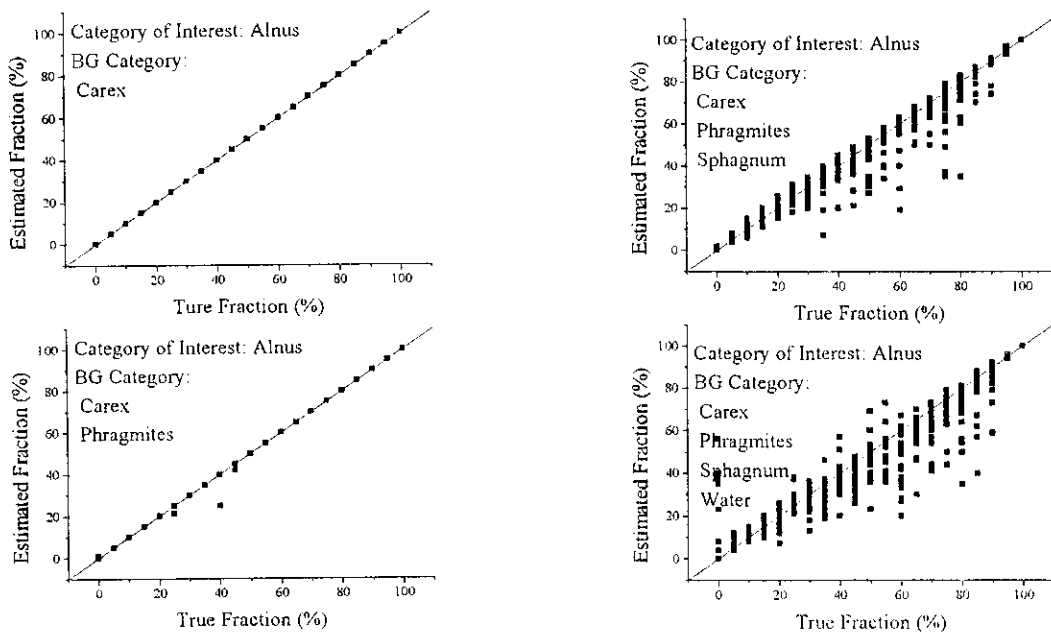 Category of Interest: Alnus
BG Category:
Carex
Estimated Fraction (%)
100
80
60
40
20
0
0 20 40 60 80 100
Ture Fraction (%)
Category of Interest: Alnus
BG Category:
Carex
Phragmites
Sphagnum
Estimated Fraction (%)
100
80
60
40
20
0
0 20 40 60 80 100
True Fraction (%)
Category of Interest: Alnus
BG Category:
Carex
Phragmites
Estimated Fraction (%)
100
80
60
40
20
0
0 20 40 60 80 100
True Fraction (%)
Category of Interest: Alnus
BG Category:
Carex
Phragmites
Sphagnum
Water
Estimated Fraction (%)
100
80
60
40
20
0
0 20 40 60 80 100
True Fraction (%)